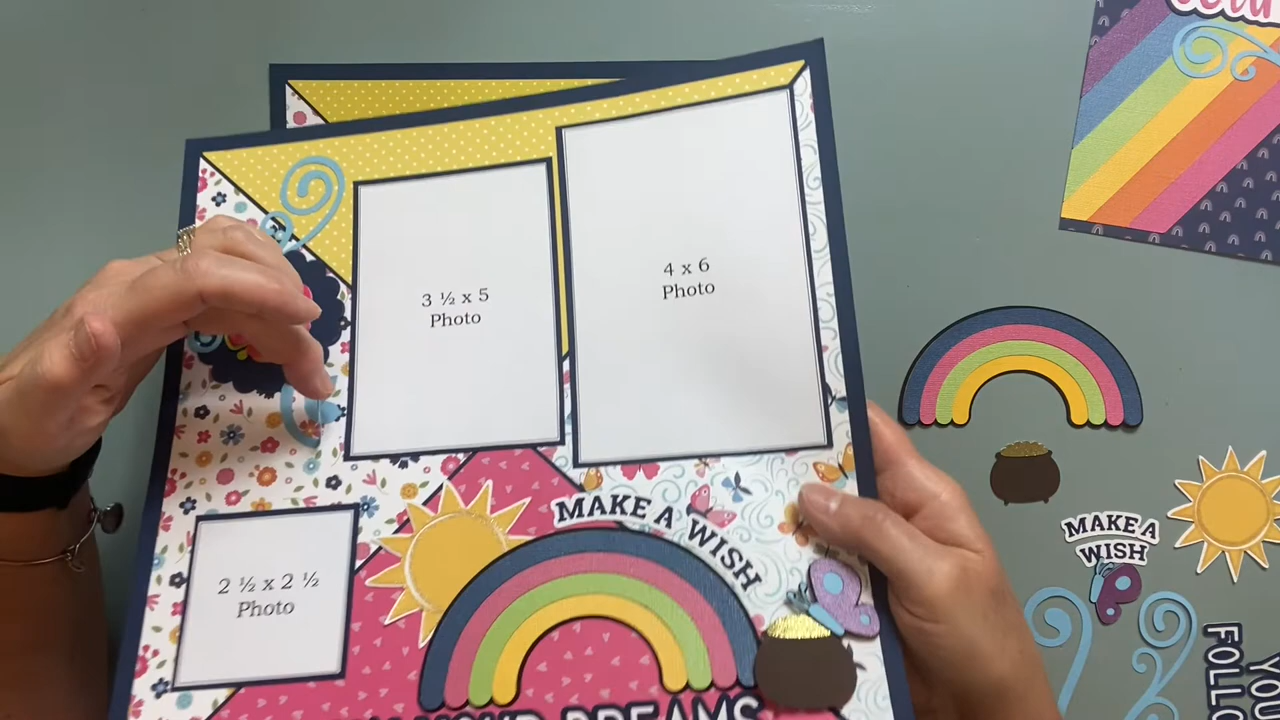 3 ½ x 5
Photo
4 x 6
Photo
2 ½ x 2 ½
Photo
MAKE A WISH
DREAMS
MAKE A
WISH